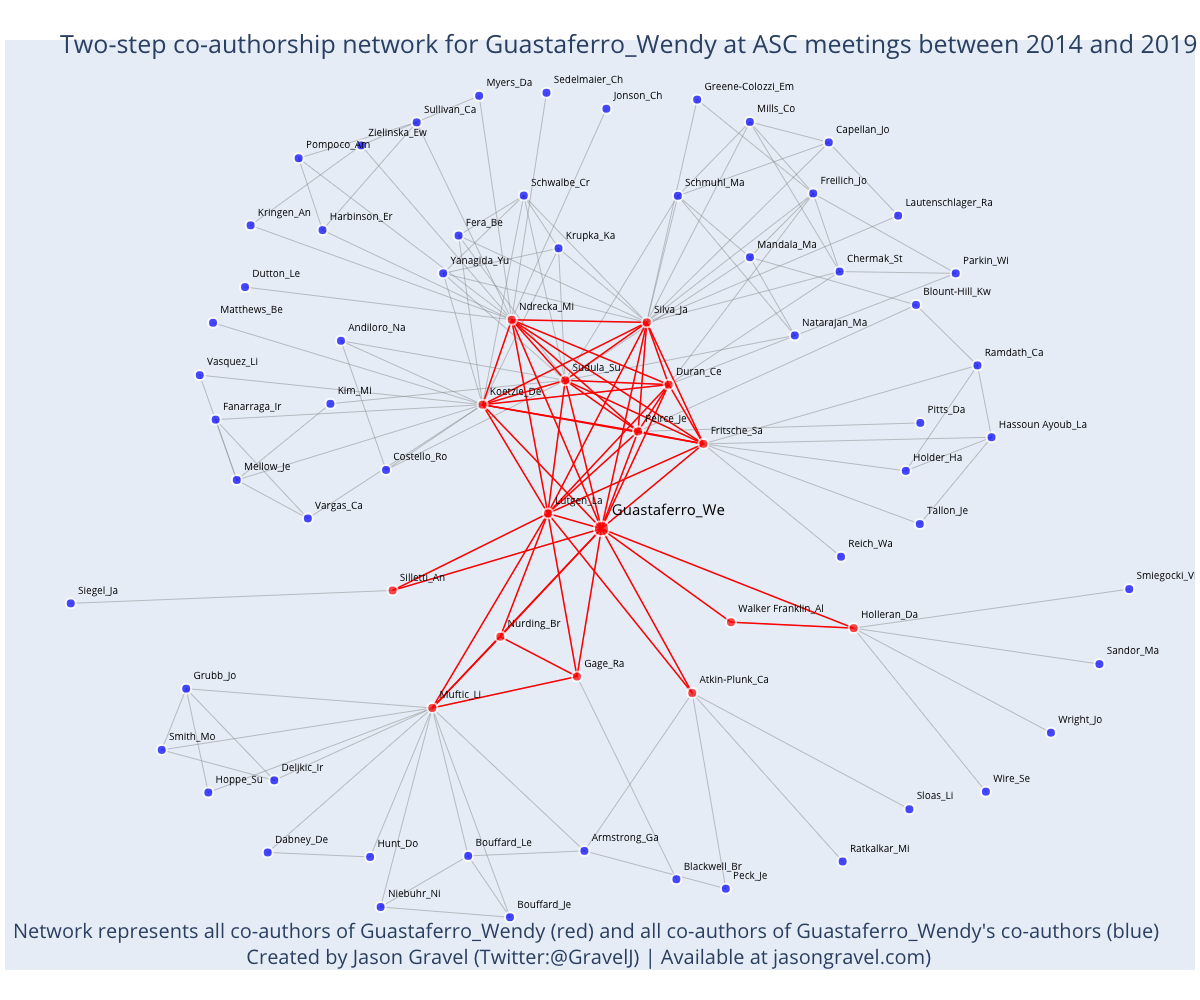 Two-step co-authorship network for Guastaferro_Wendy at ASC meetings between 2014 and 2019
Myers_Da
Sedelmaier_Ch
Jonson_Ch
Greene-Colozzi_Em
Sullivan_Ca
Mills_Co
Zielinska_Ew
Capellan_Jo
Pompoco_Am
Schwalbe_Cr
Schmuhl_Ma
Freilich_Jo
Kringen_An
Harbinson_Er
Fera_Be
Krupka_Ka
Lautenschlager_Ra
Yanagida_Yu
Mandala_Ma
Chermak_St
Parkin_Wi
Dutton_Le
Blount-Hill_Kw
Matthews_Be
Andiloro_Na
Ndrecka_Mi
Silva_Ja
Natarajan_Ma
Vasquez_Li
Sudula_Su
Duran_Ce
Ramdath_Ca
Kim_Mi
Koetzle_De
Fanarraga_Ir
Peirce_Je
Fritsche_Sa
Pitts_Da
Hassoun Ayoub_La
Mellow_Je
Costello_Ro
Holder_Ha
Vargas_Ca
Lutgen_La
Guastaferro_We
Tallon_Je
Reich_Wa
Siegel_Ja
Silletti_An
Smiegocki_Vi
Nurding_Br
Walker Franklin_Al
Holleran_Da
Gage_Ra
Sandor_Ma
Grubb_Jo
Muftic_Li
Atkin-Plunk_Ca
Smith_Mo
Wright_Jo
Hoppe_Su
Deljkic_Ir
Wire_Se
Sloas_Li
Dabney_De
Hunt_Do
Bouffard_Le
Armstrong_Ga
Ratkalkar_Mi
Blackwell_Br
Peck_Je
Niebuhr_Ni
Bouffard_Je
Network represents all co-authors of Guastaferro_Wendy (red) and all co-authors of Guastaferro_Wendy's co-authors (blue)
Created by Jason Gravel (Twitter:@GravelJ) | Available at jasongravel.com)